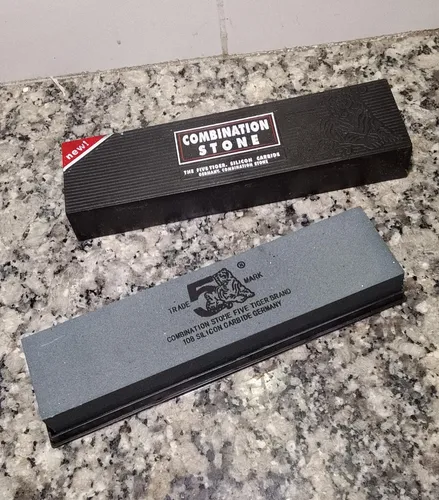 new!
COMBINATION
STONE
THE FIVE TIGER. SILICON CARBIDE
GERMANY. COMBINATION STONE
TRADE 5 ® MARK
COMBINATION STONE FIVE TIGER BRAND
108 SILICON CARBIDE GERMANY